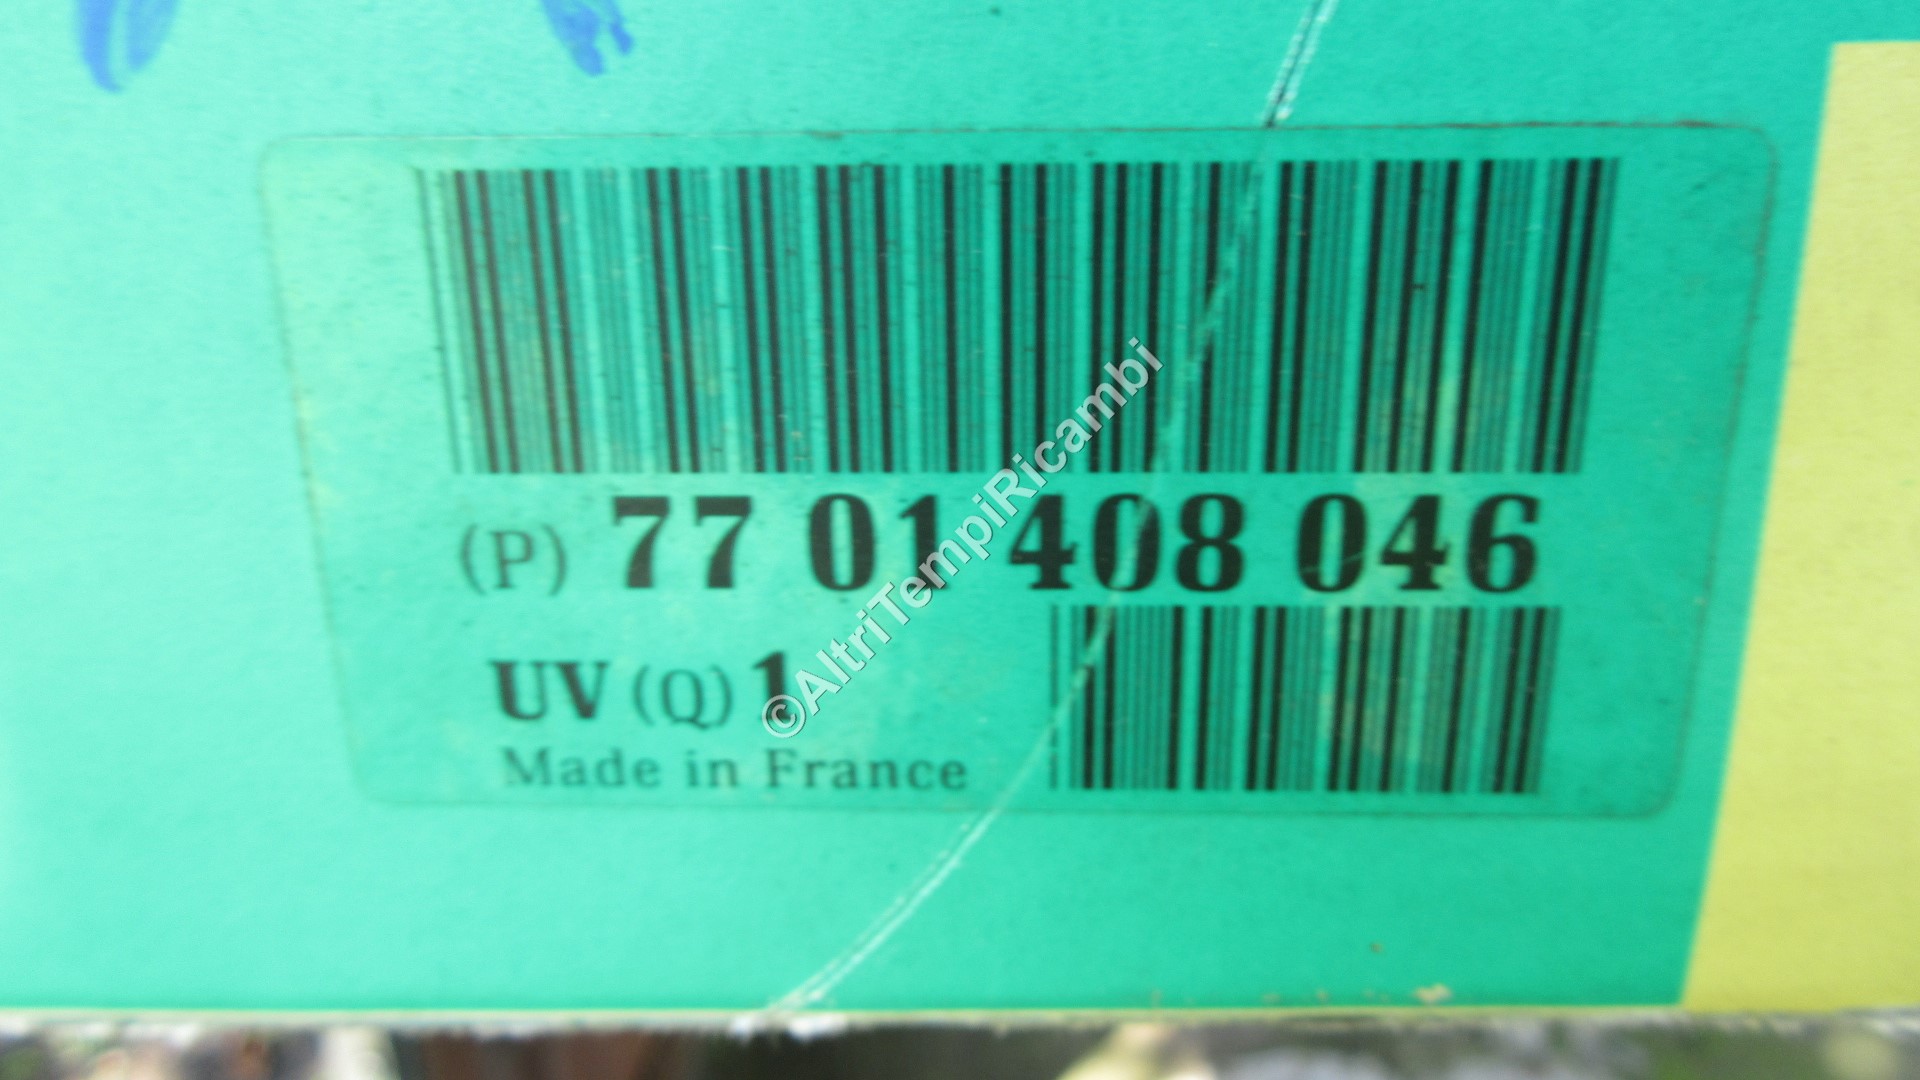 (P) 77 01 408 046
UV (Q) 1
Made in France
©AltriTempiRicambi